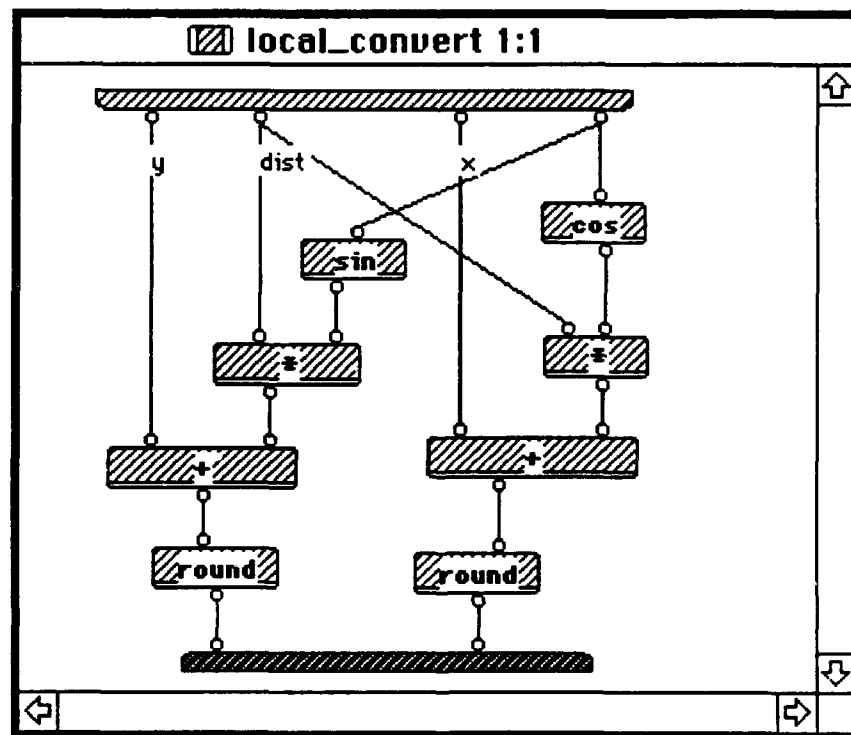 local_convert 1:1
y dist x
cos
sin
* *
+ +
round round